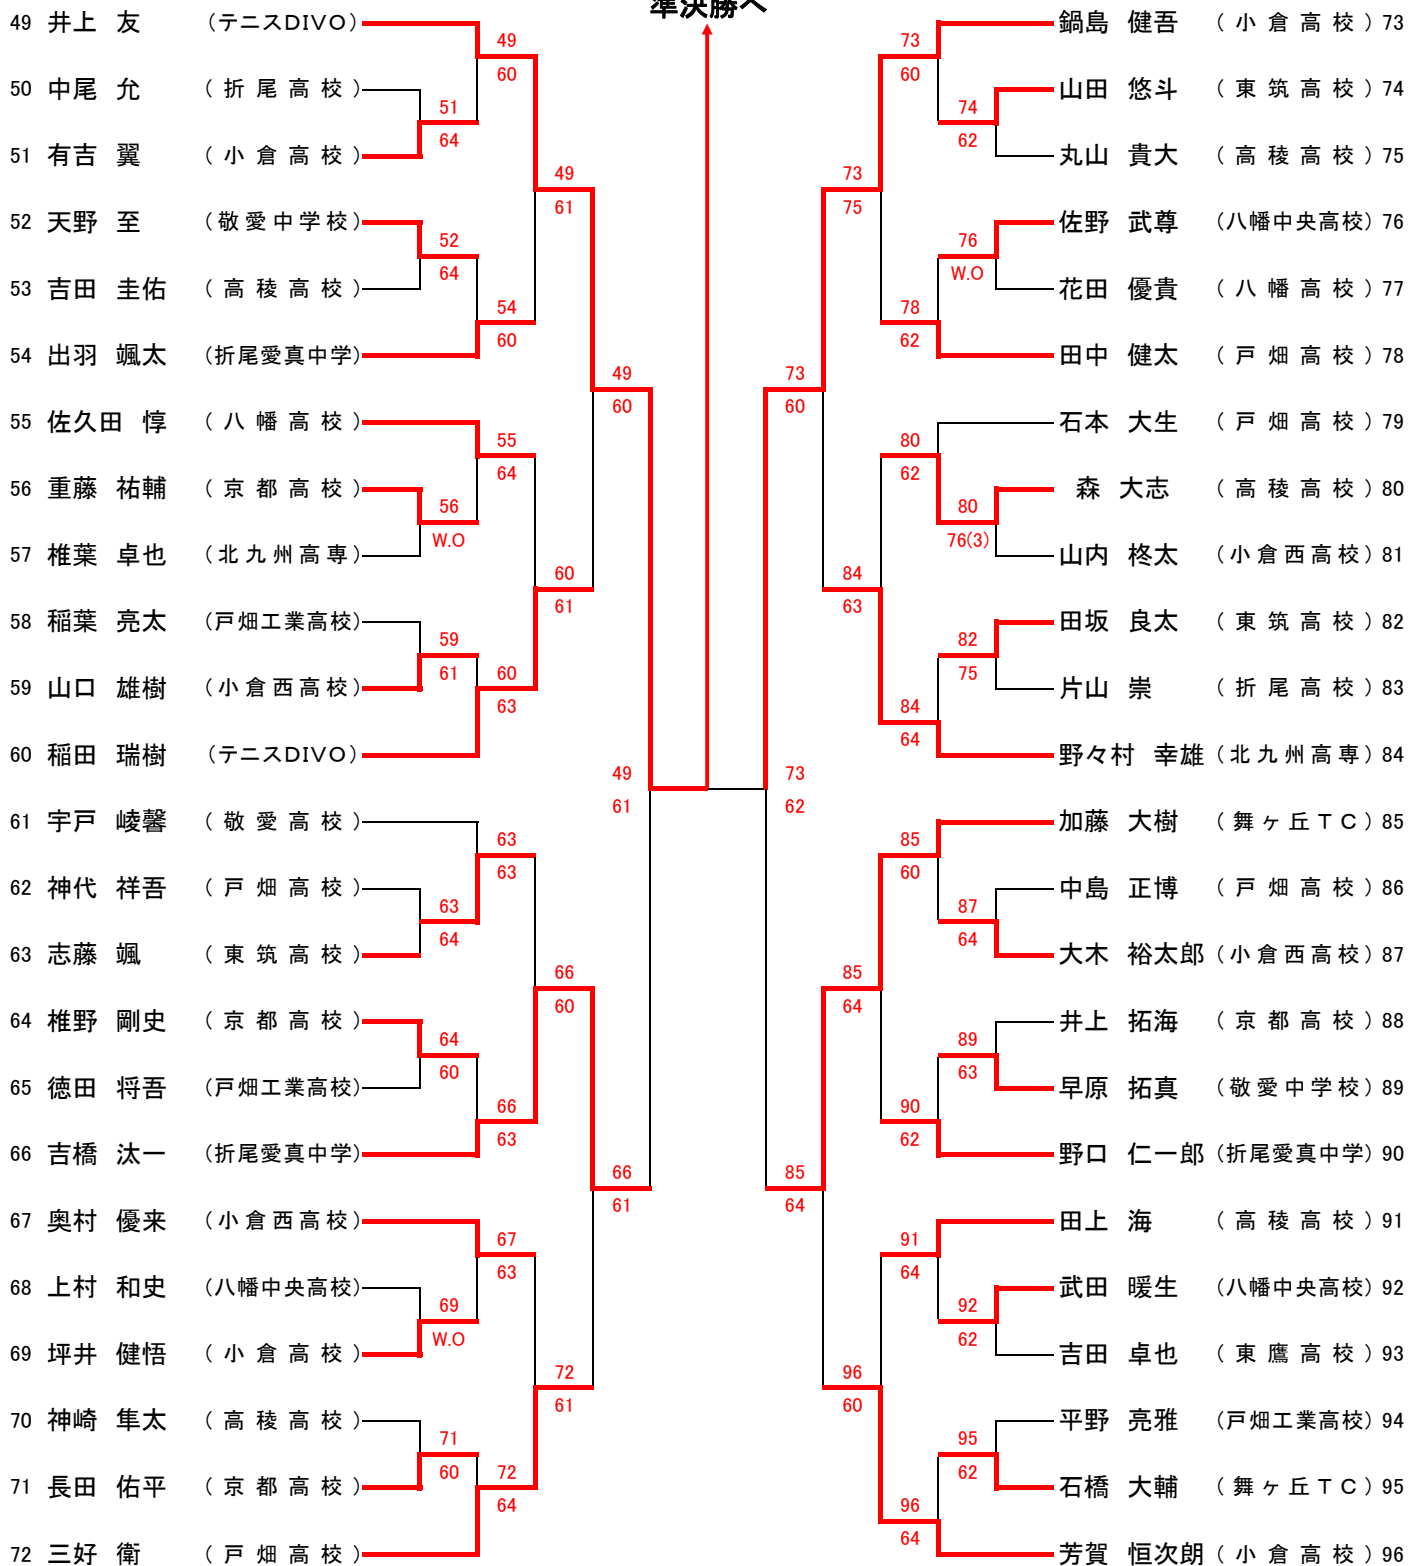 準決勝へ
49 井上 友 (テニスDIVO)
49
60
50 中尾 允 (折尾高校)
51
64
51 有吉 翼 (小倉高校)
49
61
52 天野 至 (敬愛中学校)
52
64
53 吉田 圭佑 (高稜高校)
54
60
54 出羽 颯太 (折尾愛真中学)
49
60
55 佐久田 惇 (八幡高校)
55
64
56 重藤 祐輔 (京都高校)
56
W.O
57 椎葉 卓也 (北九州高専)
60
61
58 稲葉 亮太 (戸畑工業高校)
59
61
59 山口 雄樹 (小倉西高校)
60
63
60 稲田 瑞樹 (テニスDIVO)
49
61
61 宇戸 崚馨 (敬愛高校)
63
63
62 神代 祥吾 (戸畑高校)
63
64
63 志藤 颯 (東筑高校)
66
60
64 椎野 剛史 (京都高校)
64
60
65 徳田 将吾 (戸畑工業高校)
66
63
66 吉橋 汰一 (折尾愛真中学)
66
61
67 奥村 優来 (小倉西高校)
67
63
68 上村 和史 (八幡中央高校)
69
W.O
69 坪井 健悟 (小倉高校)
72
61
70 神崎 隼太 (高稜高校)
71
60
71 長田 佑平 (京都高校)
72
64
72 三好 衛 (戸畑高校)
鍋島 健吾 (小倉高校) 73
73
60
山田 悠斗 (東筑高校) 74
74
62
丸山 貴大 (高稜高校) 75
73
75
佐野 武尊 (八幡中央高校) 76
76
W.O
花田 優貴 (八幡高校) 77
78
62
田中 健太 (戸畑高校) 78
73
60
石本 大生 (戸畑高校) 79
80
62
森 大志 (高稜高校) 80
80
76(3)
山内 柊太 (小倉西高校) 81
84
63
田坂 良太 (東筑高校) 82
82
75
片山 崇 (折尾高校) 83
84
64
野々村 幸雄 (北九州高専) 84
73
62
加藤 大樹 (舞ヶ丘TC) 85
85
60
中島 正博 (戸畑高校) 86
87
64
大木 裕太郎 (小倉西高校) 87
85
64
井上 拓海 (京都高校) 88
89
63
早原 拓真 (敬愛中学校) 89
90
62
野口 仁一郎 (折尾愛真中学) 90
85
64
田上 海 (高稜高校) 91
91
64
武田 暖生 (八幡中央高校) 92
92
62
吉田 卓也 (東鷹高校) 93
96
60
平野 亮雅 (戸畑工業高校) 94
95
62
石橋 大輔 (舞ヶ丘TC) 95
96
64
芳賀 恒次朗 (小倉高校) 96